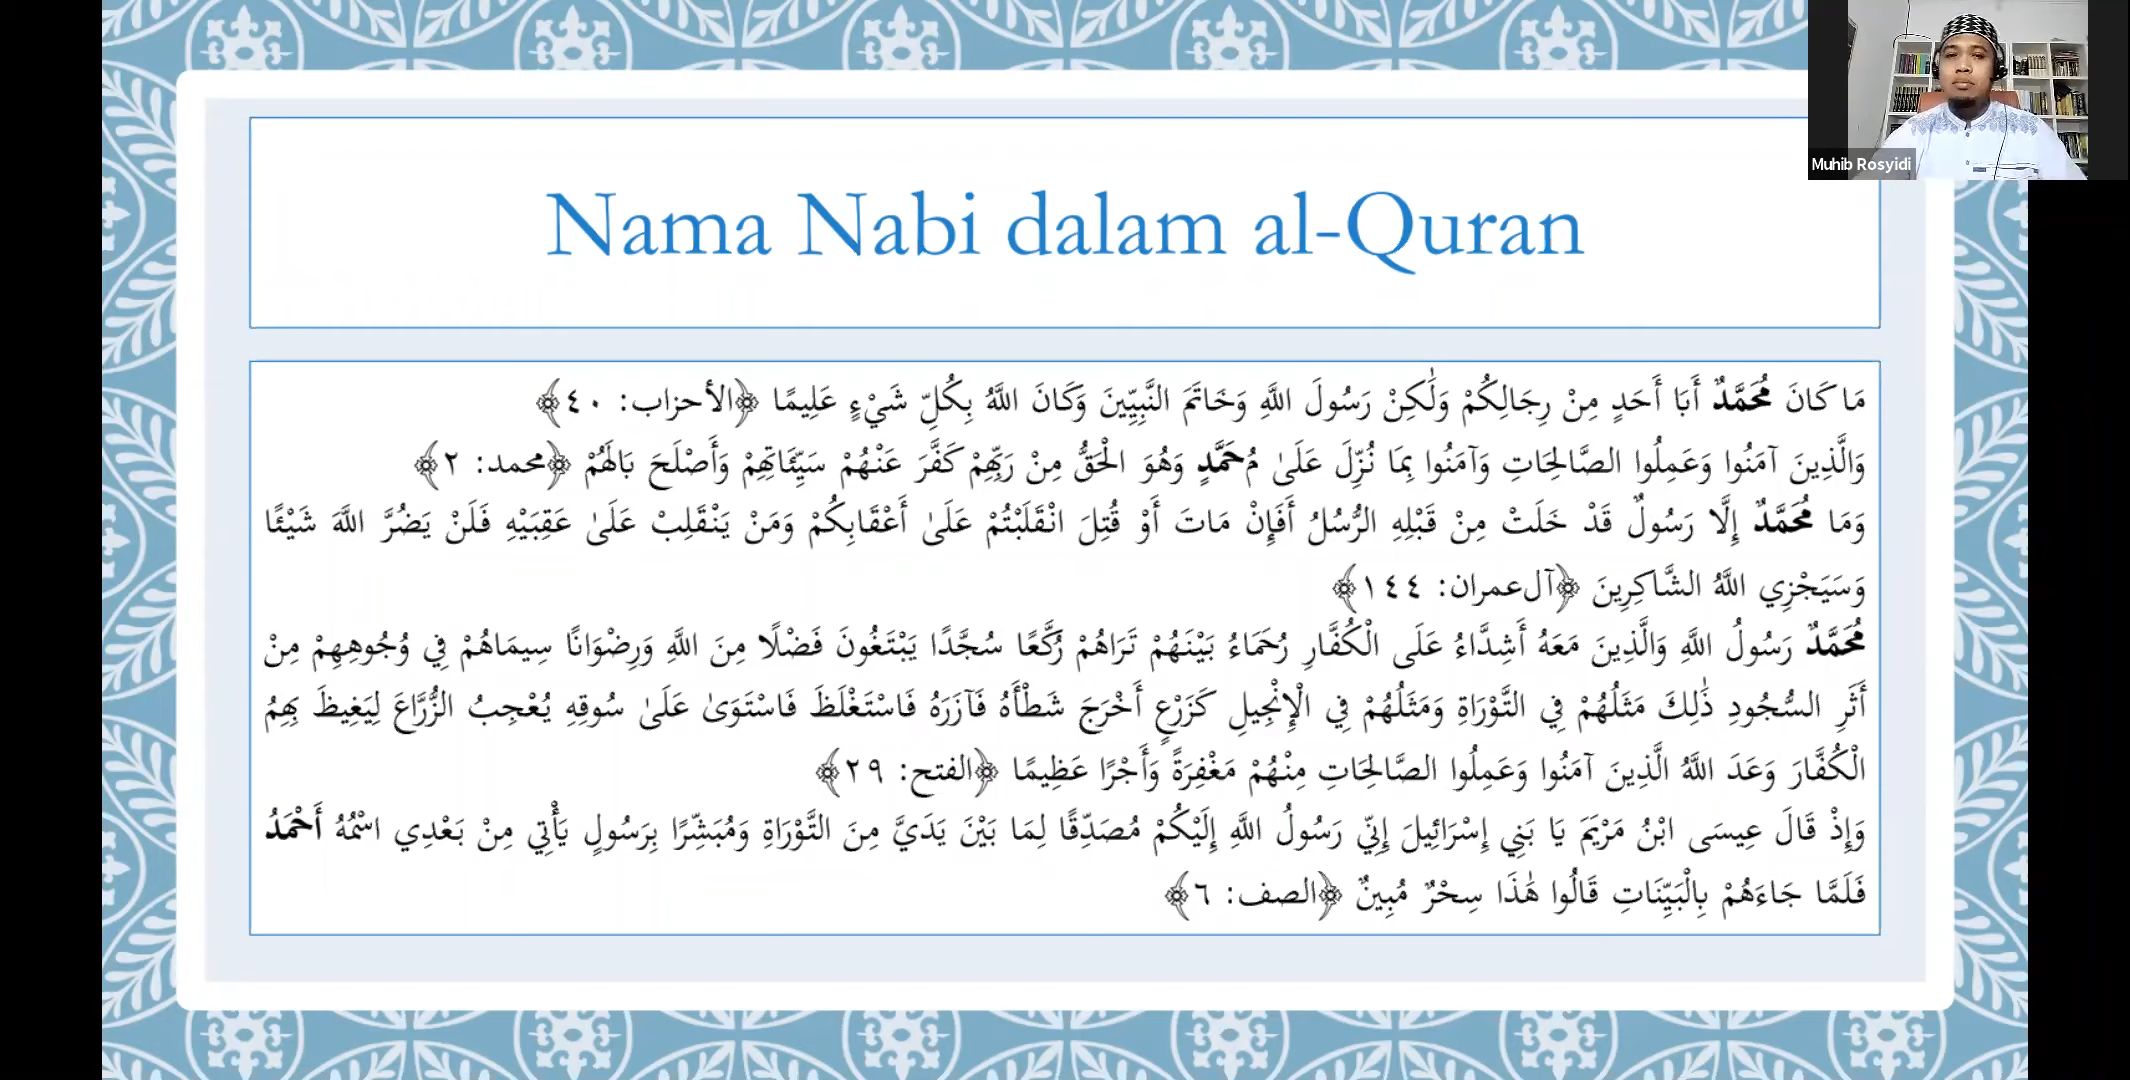 Muhib Rosyidi
Nama Nabi dalam al-Quran
مَا كَانَ مُحَمَّدٌ أَبَا أَحَدٍ مِنْ رِجَالِكُمْ وَلَٰكِنْ رَسُولَ اللَّهِ وَخَاتَمَ النَّبِيِّينَ وَكَانَ اللَّهُ بِكُلِّ شَيْءٍ عَلِيمًا ﴿الأحزاب: ٤٠﴾
وَالَّذِينَ آمَنُوا وَعَمِلُوا الصَّالِحَاتِ وَآمَنُوا بِمَا نُزِّلَ عَلَىٰ مُحَمَّدٍ وَهُوَ الْحَقُّ مِنْ رَبِّهِمْ كَفَّرَ عَنْهُمْ سَيِّئَاتِهِمْ وَأَصْلَحَ بَالَهُمْ ﴿محمد: ٢﴾
وَمَا مُحَمَّدٌ إِلَّا رَسُولٌ قَدْ خَلَتْ مِنْ قَبْلِهِ الرُّسُلُ أَفَإِنْ مَاتَ أَوْ قُتِلَ انْقَلَبْتُمْ عَلَىٰ أَعْقَابِكُمْ وَمَنْ يَنْقَلِبْ عَلَىٰ عَقِبَيْهِ فَلَنْ يَضُرَّ اللَّهَ شَيْئًا
وَسَيَجْزِي اللَّهُ الشَّاكِرِينَ ﴿آل عمران: ١٤٤﴾
مُحَمَّدٌ رَسُولُ اللَّهِ وَالَّذِينَ مَعَهُ أَشِدَّاءُ عَلَى الْكُفَّارِ رُحَمَاءُ بَيْنَهُمْ تَرَاهُمْ رُكَّعًا سُجَّدًا يَبْتَغُونَ فَضْلًا مِنَ اللَّهِ وَرِضْوَانًا سِيمَاهُمْ فِي وُجُوهِهِمْ مِنْ
أَثَرِ السُّجُودِ ذَٰلِكَ مَثَلُهُمْ فِي التَّوْرَاةِ وَمَثَلُهُمْ فِي الْإِنْجِيلِ كَزَرْعٍ أَخْرَجَ شَطْأَهُ فَآزَرَهُ فَاسْتَغْلَظَ فَاسْتَوَىٰ عَلَىٰ سُوقِهِ يُعْجِبُ الزُّرَّاعَ لِيَغِيظَ بِهِمُ
الْكُفَّارَ وَعَدَ اللَّهُ الَّذِينَ آمَنُوا وَعَمِلُوا الصَّالِحَاتِ مِنْهُمْ مَغْفِرَةً وَأَجْرًا عَظِيمًا ﴿الفتح: ٢٩﴾
وَإِذْ قَالَ عِيسَى ابْنُ مَرْيَمَ يَا بَنِي إِسْرَائِيلَ إِنِّي رَسُولُ اللَّهِ إِلَيْكُمْ مُصَدِّقًا لِمَا بَيْنَ يَدَيَّ مِنَ التَّوْرَاةِ وَمُبَشِّرًا بِرَسُولٍ يَأْتِي مِنْ بَعْدِي اسْمُهُ أَحْمَدُ
فَلَمَّا جَاءَهُمْ بِالْبَيِّنَاتِ قَالُوا هَٰذَا سِحْرٌ مُبِينٌ ﴿الصف: ٦﴾